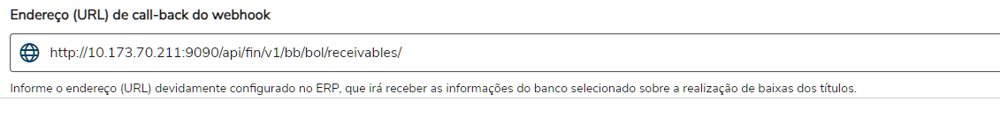 Endereço (URL) de call-back do webhook
http://10.173.70.211:9090/api/fin/v1/bb/bol/receivables/
Informe o endereço (URL) devidamente configurado no ERP, que irá receber as informações do banco selecionado sobre a realização de baixas dos títulos.